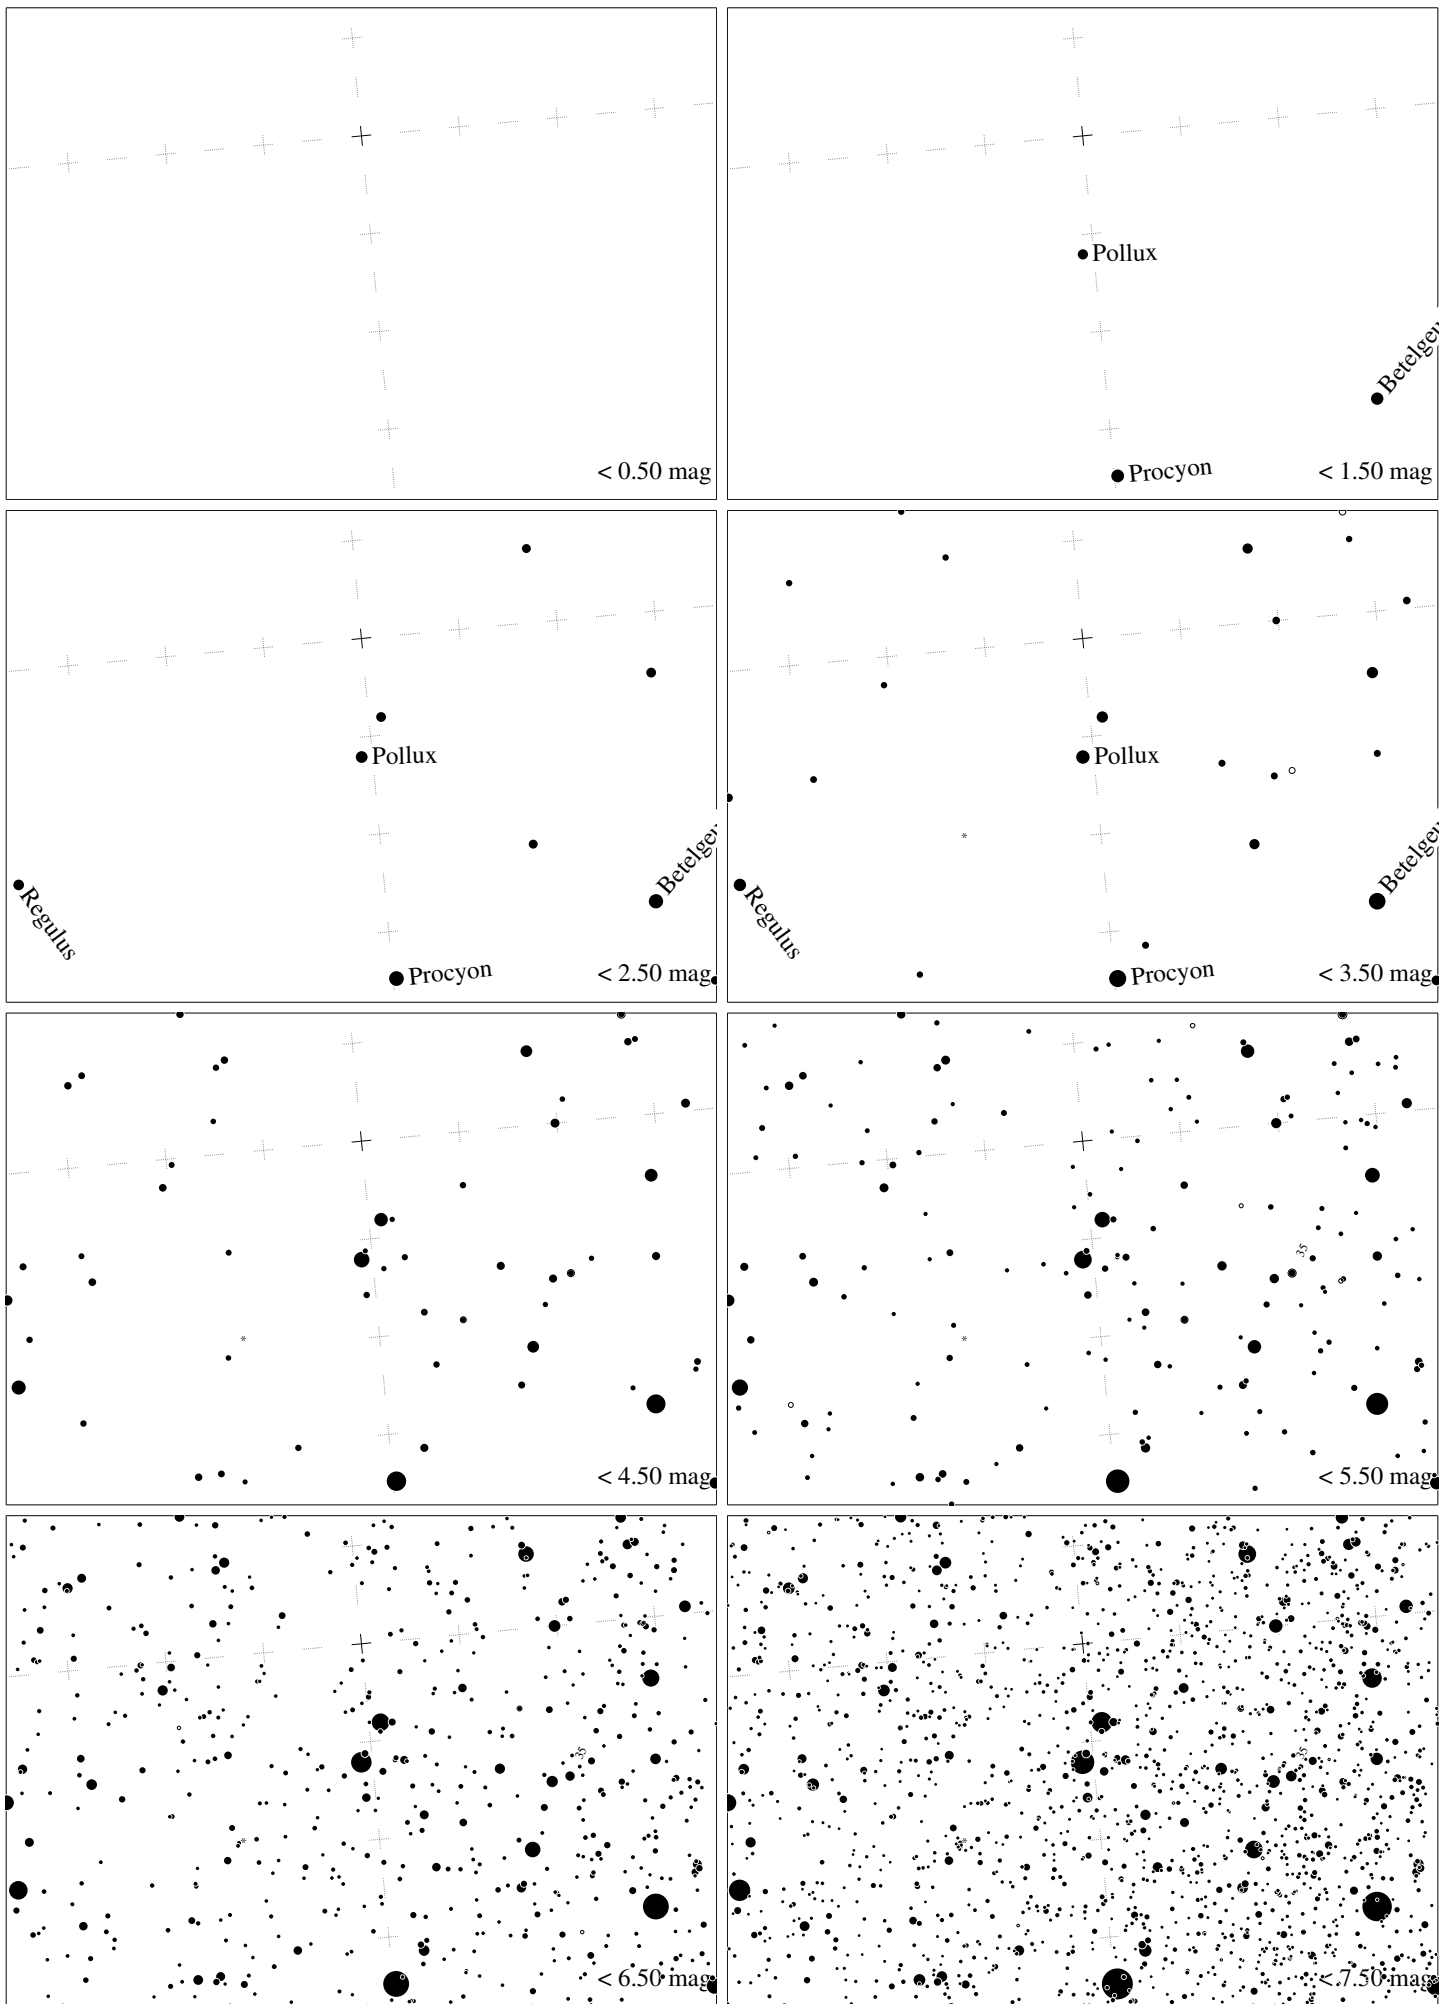 < 0.50 mag
Pollux
Betelgeu
Procyon
< 1.50 mag
Pollux
Betelgeu
Regulus
Procyon
< 2.50 mag
Pollux
Betelgeu
Regulus
Procyon
< 3.50 mag
< 4.50 mag
35
< 5.50 mag
35
< 6.50 mag
35
< 7.50 mag